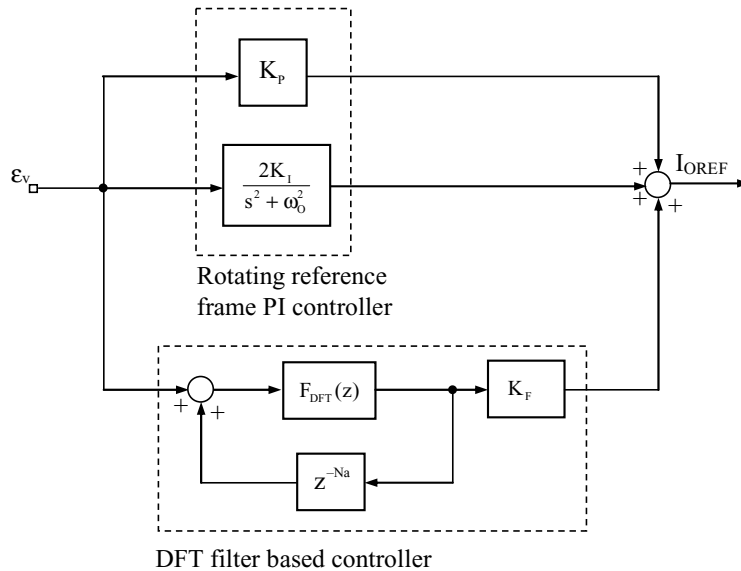 K_P
ε_v
2K_I
s² + ω_O²
+
+
+
I_OREF
Rotating reference
frame PI controller
+
+
F_DFT(z)
K_F
z^–Na
DFT filter based controller